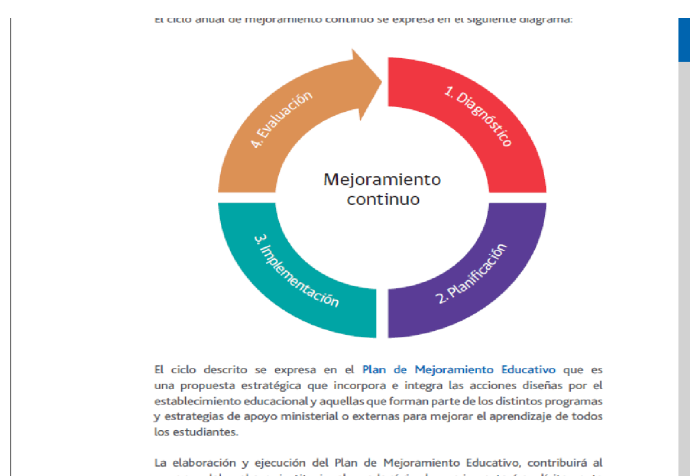 El ciclo anual de mejoramiento continuo se expresa en el siguiente diagrama:
1. Diagnóstico
4. Evaluación
Mejoramiento
continuo
3. Implementación
2. Planificación
El ciclo descrito se expresa en el Plan de Mejoramiento Educativo que es
una propuesta estratégica que incorpora e integra las acciones diseñas por el
establecimiento educacional y aquellas que forman parte de los distintos programas
y estrategias de apoyo ministerial o externas para mejorar el aprendizaje de todos
los estudiantes.
La elaboración y ejecución del Plan de Mejoramiento Educativo, contribuirá al